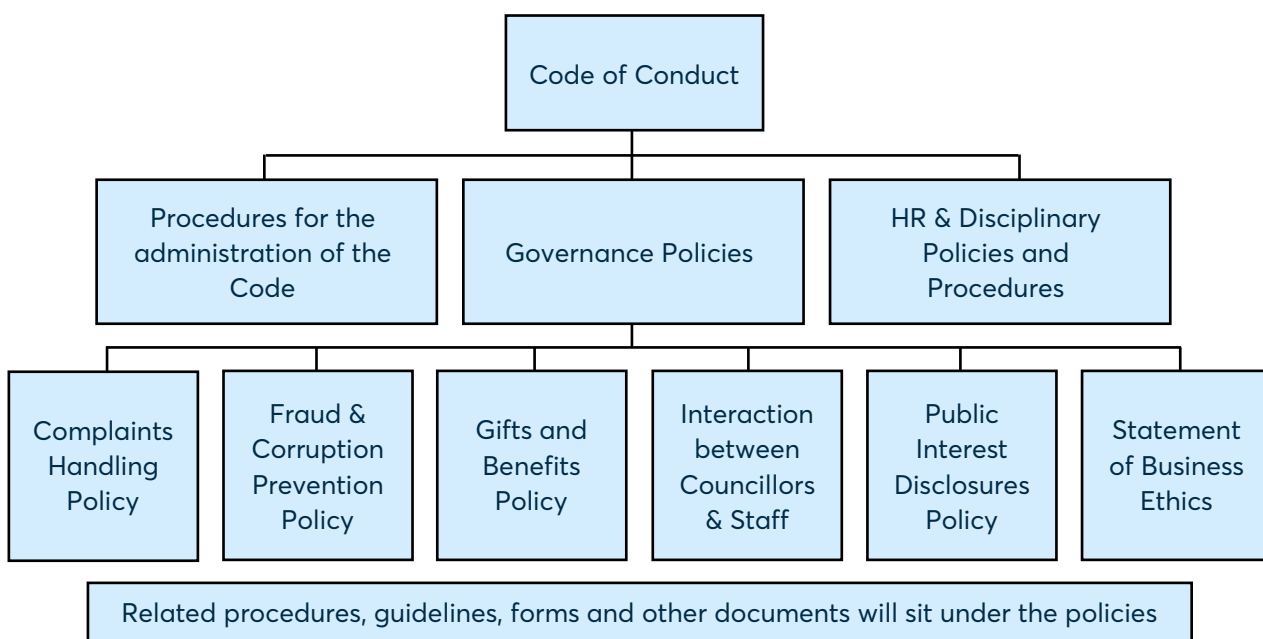 Code of Conduct
Procedures for the
administration of the
Code
Governance Policies
HR & Disciplinary
Policies and
Procedures
Complaints
Handling
Policy
Fraud &
Corruption
Prevention
Policy
Gifts and
Benefits
Policy
Interaction
between
Councillors
& Staff
Public
Interest
Disclosures
Policy
Statement
of Business
Ethics
Related procedures, guidelines, forms and other documents will sit under the policies